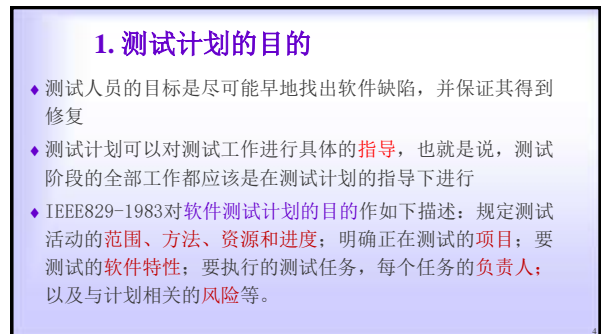 1. 测试计划的目的
♦ 测试人员的目标是尽可能早地找出软件缺陷，并保证其得到
修复
♦ 测试计划可以对测试工作进行具体的指导，也就是说，测试
阶段的全部工作都应该是在测试计划的指导下进行
♦ IEEE829-1983对软件测试计划的目的作如下描述：规定测试
活动的范围、方法、资源和进度；明确正在测试的项目；要
测试的软件特性；要执行的测试任务，每个任务的负责人；
以及与计划相关的风险等。
4